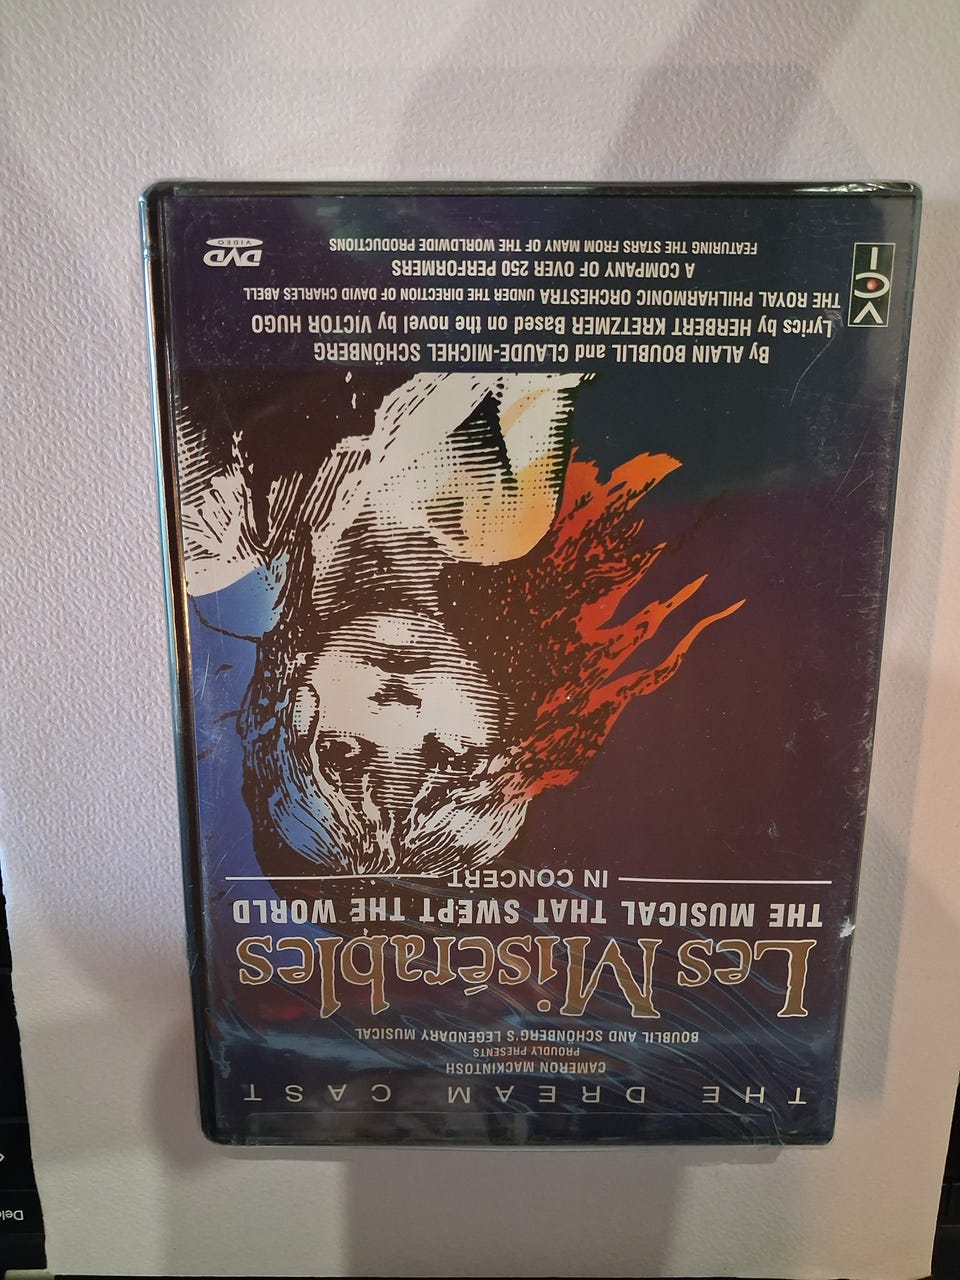 THE DREAM CAST
CAMERON MACKINTOSH
PROUDLY PRESENTS
BOUBLIL AND SCHÖNBERG'S LEGENDARY MUSICAL
Les Misérables
THE MUSICAL THAT SWEPT THE WORLD
IN CONCERT
By ALAIN BOUBLIL and CLAUDE-MICHEL SCHÖNBERG
Lyrics by HERBERT KRETZMER Based on the novel by VICTOR HUGO
THE ROYAL PHILHARMONIC ORCHESTRA UNDER THE DIRECTION OF DAVID CHARLES ABELL
A COMPANY OF OVER 250 PERFORMERS
FEATURING THE STARS FROM MANY OF THE WORLDWIDE PRODUCTIONS
VCI
DVD
VIDEO